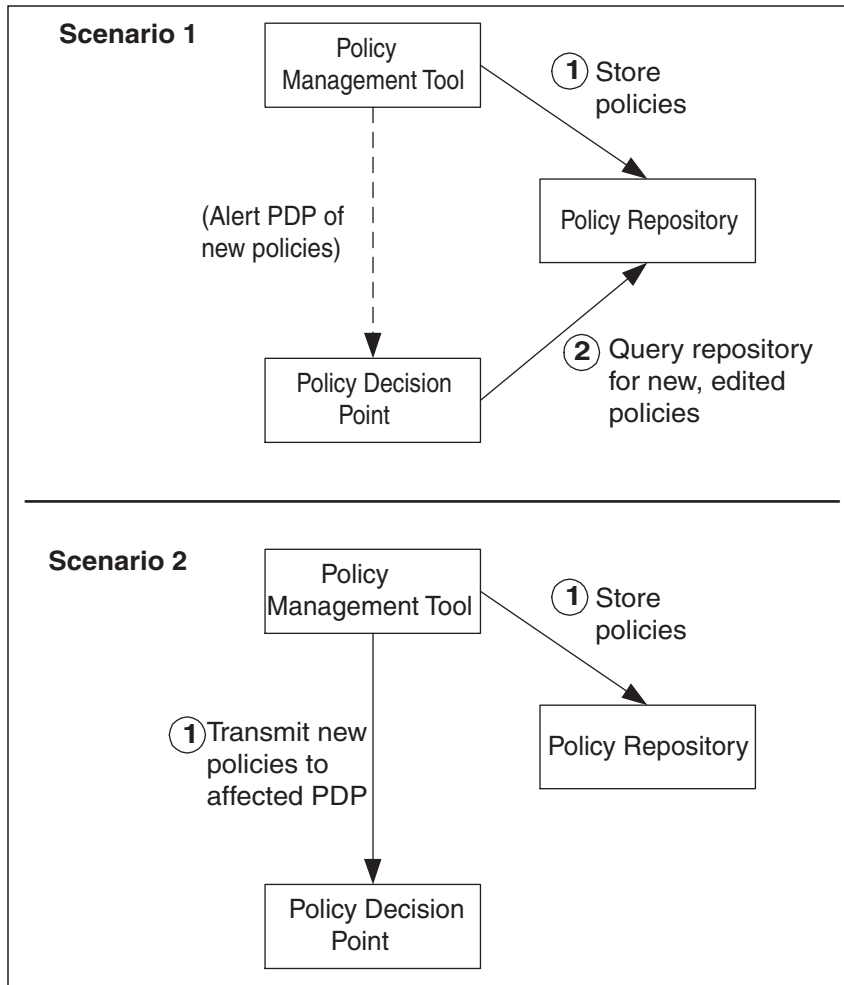 Scenario 1
Policy
Management Tool
1 Store
policies
(Alert PDP of
new policies)
Policy Repository
2 Query repository
for new, edited
policies
Policy Decision
Point
Scenario 2
Policy
Management Tool
1 Store
policies
1 Transmit new
policies to
affected PDP
Policy Repository
Policy Decision
Point